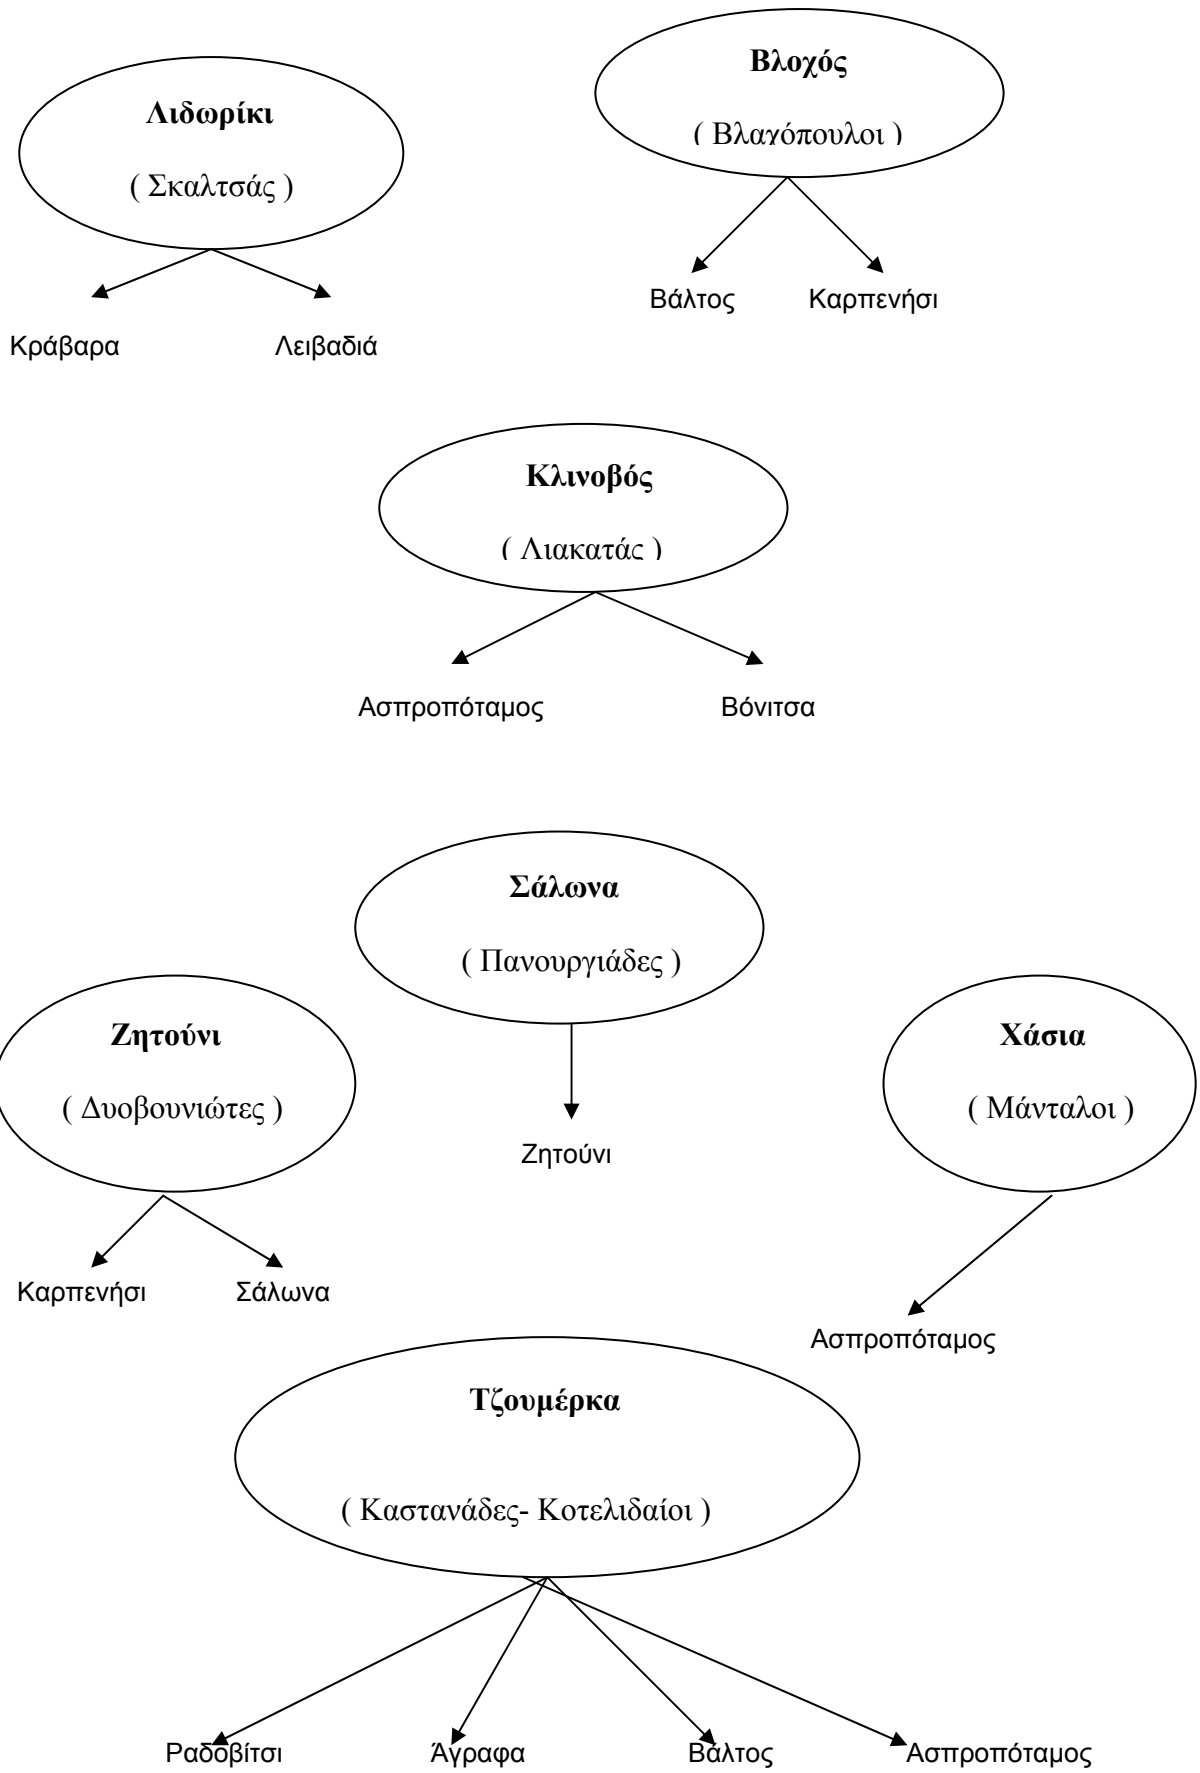 Βλοχός
( Βλαχόπουλοι )
Λιδωρίκι
( Σκαλτσάς )
Βάλτος Καρπενήσι
Κράβαρα Λειβαδιά
Κλινοβός
( Λιακατάς )
Ασπροπόταμος Βόνιτσα
Σάλωνα
( Πανουργιάδες )
Ζητούνι
( Δυοβουνιώτες )
Χάσια
( Μάνταλοι )
Ζητούνι
Καρπενήσι Σάλωνα
Ασπροπόταμος
Τζουμέρκα
( Καστανάδες- Κοτελιδαίοι )
Ραδοβίτσι Άγραφα Βάλτος Ασπροπόταμος